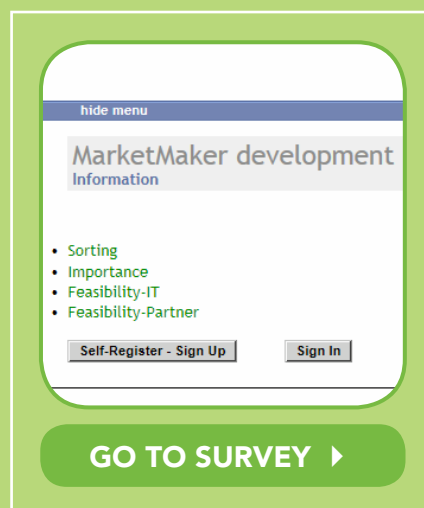 hide menu
MarketMaker development
Information
• Sorting
• Importance
• Feasibility-IT
• Feasibility-Partner
Self-Register - Sign Up
Sign In
GO TO SURVEY